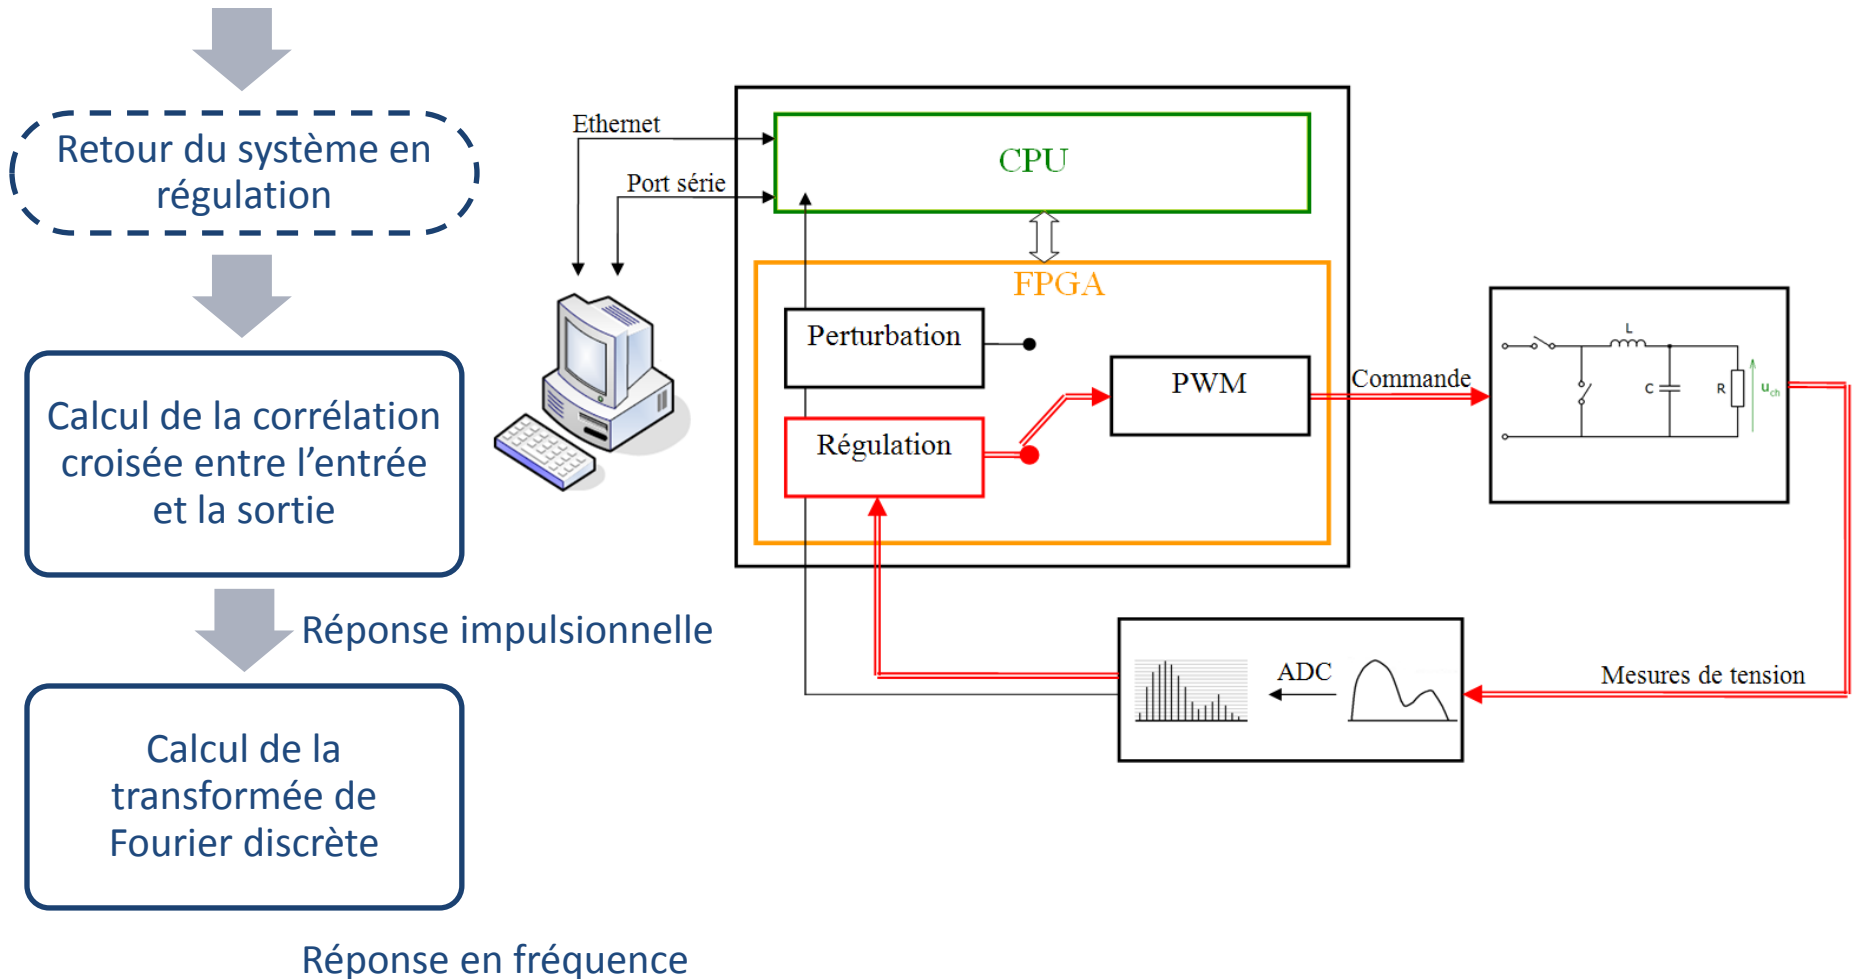 Retour du système en
régulation
Calcul de la corrélation
croisée entre l’entrée
et la sortie
Réponse impulsionnelle
Calcul de la
transformée de
Fourier discrète
Réponse en fréquence
Ethernet
Port série
CPU
FPGA
Perturbation
Régulation
PWM
Commande
L
C
R
uch
ADC
Mesures de tension